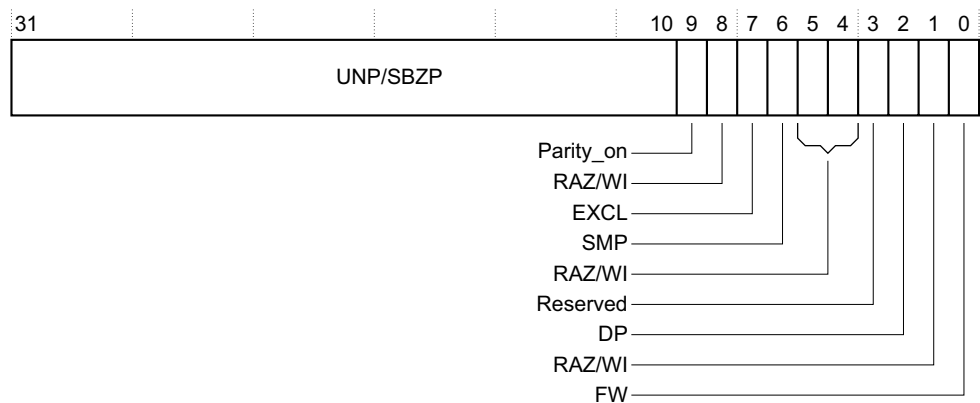 31 10 9 8 7 6 5 4 3 2 1 0
UNP/SBZP
Parity_on
RAZ/WI
EXCL
SMP
RAZ/WI
Reserved
DP
RAZ/WI
FW